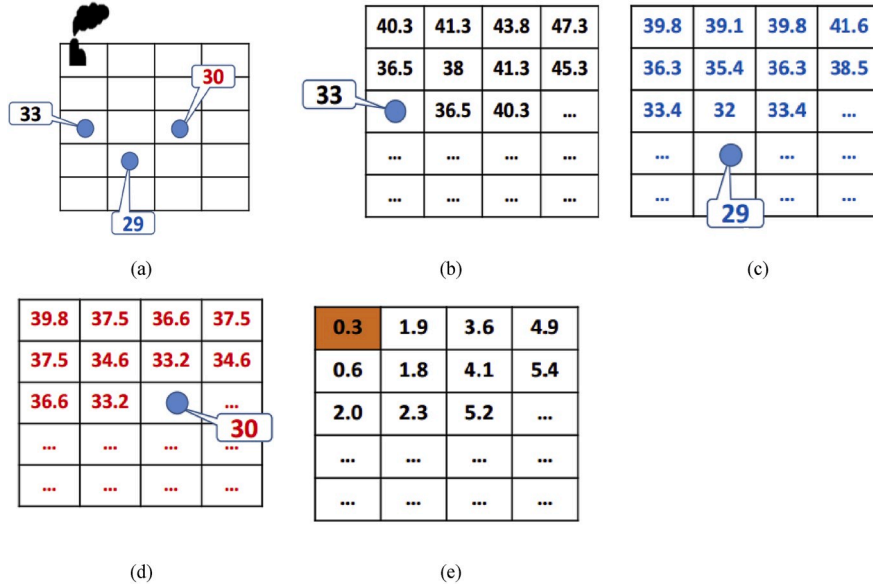 30
33
29
(a)
40.3 41.3 43.8 47.3
36.5 38 41.3 45.3
33 36.5 40.3 ...
... ... ... ...
... ... ... ...
(b)
39.8 39.1 39.8 41.6
36.3 35.4 36.3 38.5
33.4 32 33.4 ...
... ... ...
... 29 ... ...
(c)
39.8 37.5 36.6 37.5
37.5 34.6 33.2 34.6
36.6 33.2 ...
30
... ... ... ...
... ... ... ...
(d)
0.3 1.9 3.6 4.9
0.6 1.8 4.1 5.4
2.0 2.3 5.2 ...
... ... ... ...
... ... ... ...
(e)